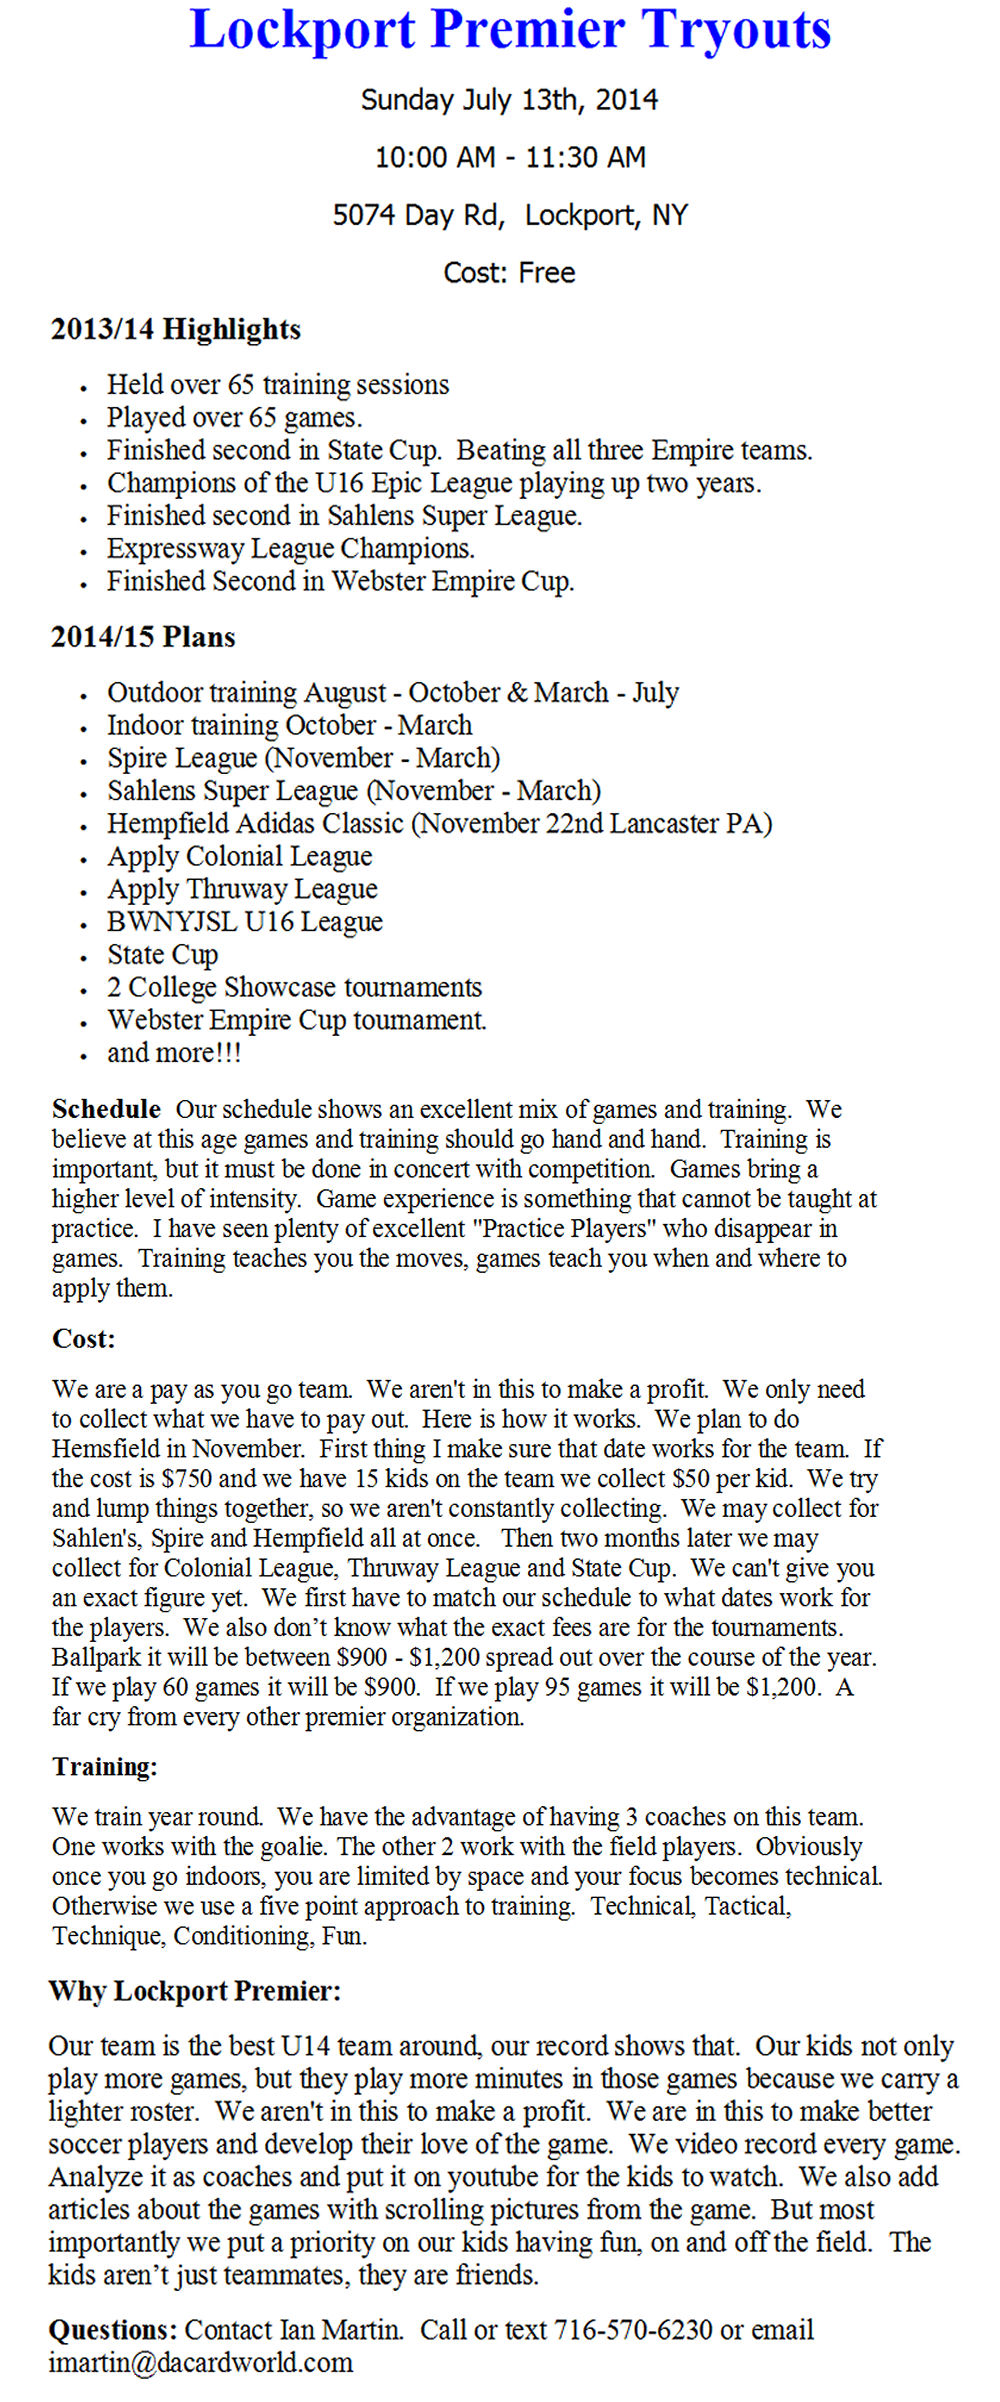 Lockport Premier Tryouts
Sunday July 13th, 2014
10:00 AM - 11:30 AM
5074 Day Rd,  Lockport, NY
Cost: Free
2013/14 Highlights
• Held over 65 training sessions
• Played over 65 games.
• Finished second in State Cup.  Beating all three Empire teams.
• Champions of the U16 Epic League playing up two years.
• Finished second in Sahlens Super League.
• Expressway League Champions.
• Finished Second in Webster Empire Cup.
2014/15 Plans
• Outdoor training August - October & March - July
• Indoor training October - March
• Spire League (November - March)
• Sahlens Super League (November - March)
• Hempfield Adidas Classic (November 22nd Lancaster PA)
• Apply Colonial League
• Apply Thruway League
• BWNYJSL U16 League
• State Cup
• 2 College Showcase tournaments
• Webster Empire Cup tournament.
• and more!!!
Schedule  Our schedule shows an excellent mix of games and training.  We
believe at this age games and training should go hand and hand.  Training is
important, but it must be done in concert with competition.  Games bring a
higher level of intensity.  Game experience is something that cannot be taught at
practice.  I have seen plenty of excellent "Practice Players" who disappear in
games.  Training teaches you the moves, games teach you when and where to
apply them.
Cost:
We are a pay as you go team.  We aren't in this to make a profit.  We only need
to collect what we have to pay out.  Here is how it works.  We plan to do
Hemsfield in November.  First thing I make sure that date works for the team.  If
the cost is $750 and we have 15 kids on the team we collect $50 per kid.  We try
and lump things together, so we aren't constantly collecting.  We may collect for
Sahlen's, Spire and Hempfield all at once.   Then two months later we may
collect for Colonial League, Thruway League and State Cup.  We can't give you
an exact figure yet.  We first have to match our schedule to what dates work for
the players.  We also don’t know what the exact fees are for the tournaments.
Ballpark it will be between $900 - $1,200 spread out over the course of the year.
If we play 60 games it will be $900.  If we play 95 games it will be $1,200.  A
far cry from every other premier organization.
Training:
We train year round.  We have the advantage of having 3 coaches on this team.
One works with the goalie. The other 2 work with the field players.  Obviously
once you go indoors, you are limited by space and your focus becomes technical.
Otherwise we use a five point approach to training.  Technical, Tactical,
Technique, Conditioning, Fun.
Why Lockport Premier:
Our team is the best U14 team around, our record shows that.  Our kids not only
play more games, but they play more minutes in those games because we carry a
lighter roster.  We aren't in this to make a profit.  We are in this to make better
soccer players and develop their love of the game.  We video record every game.
Analyze it as coaches and put it on youtube for the kids to watch.  We also add
articles about the games with scrolling pictures from the game.  But most
importantly we put a priority on our kids having fun, on and off the field.  The
kids aren’t just teammates, they are friends.
Questions: Contact Ian Martin.  Call or text 716-570-6230 or email
imartin@dacardworld.com